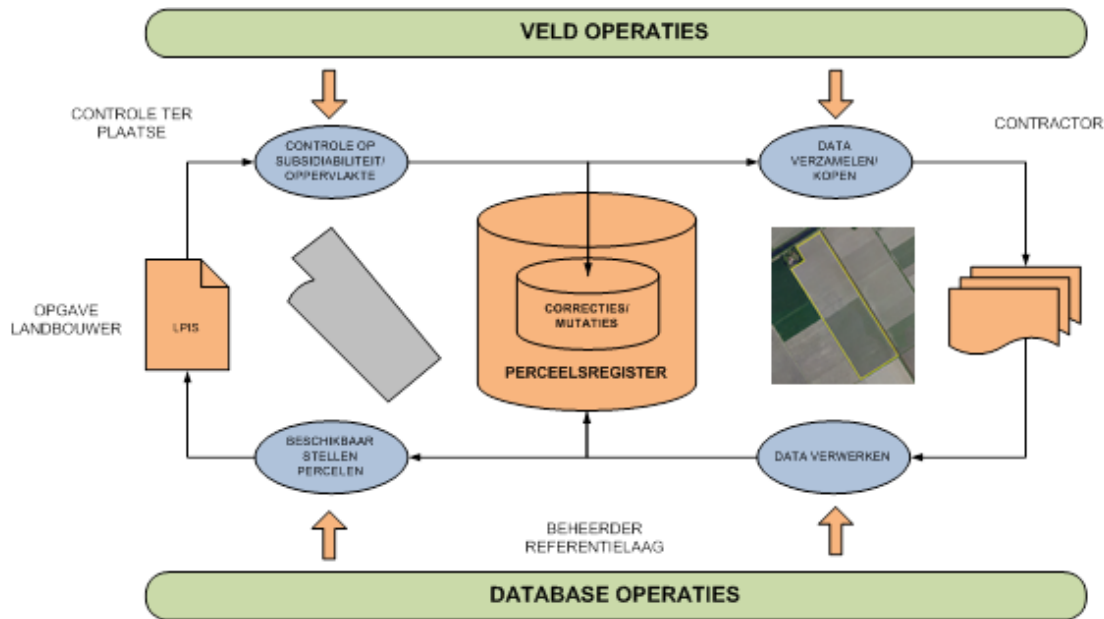 VELD OPERATIES
CONTROLE TER
PLAATSE
CONTROLE OP
SUBSIDIABILITEIT/
OPPERVLAKTE
DATA
VERZAMELEN/
KOPEN
CONTRACTOR
OPGAVE
LANDBOUWER
LPIS
CORRECTIES/
MUTATIES
PERCEELSREGISTER
BESCHIKBAAR
STELLEN
PERCELEN
DATA VERWERKEN
BEHEERDER
REFERENTIELAAG
DATABASE OPERATIES